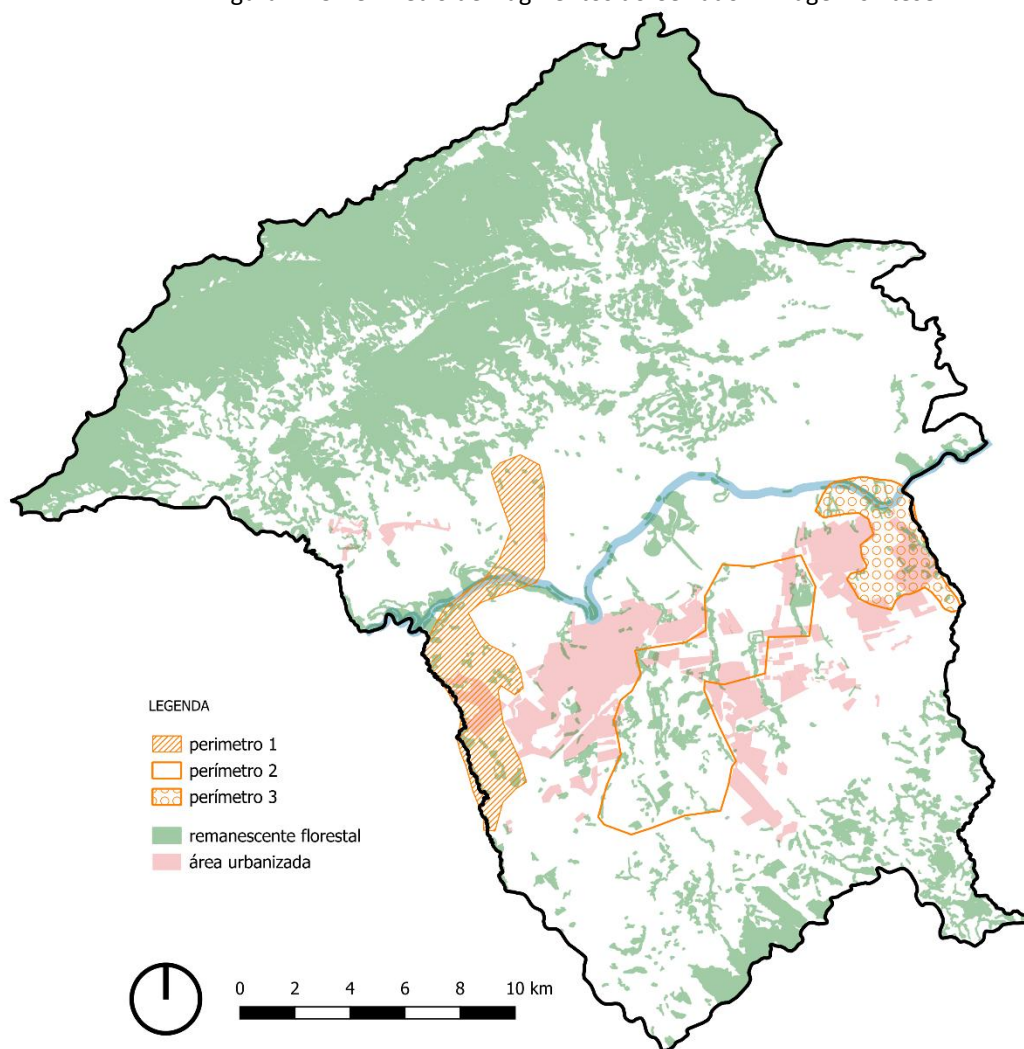 LEGENDA
perimetro 1
perímetro 2
perímetro 3
remanescente florestal
área urbanizada
0 2 4 6 8 10 km